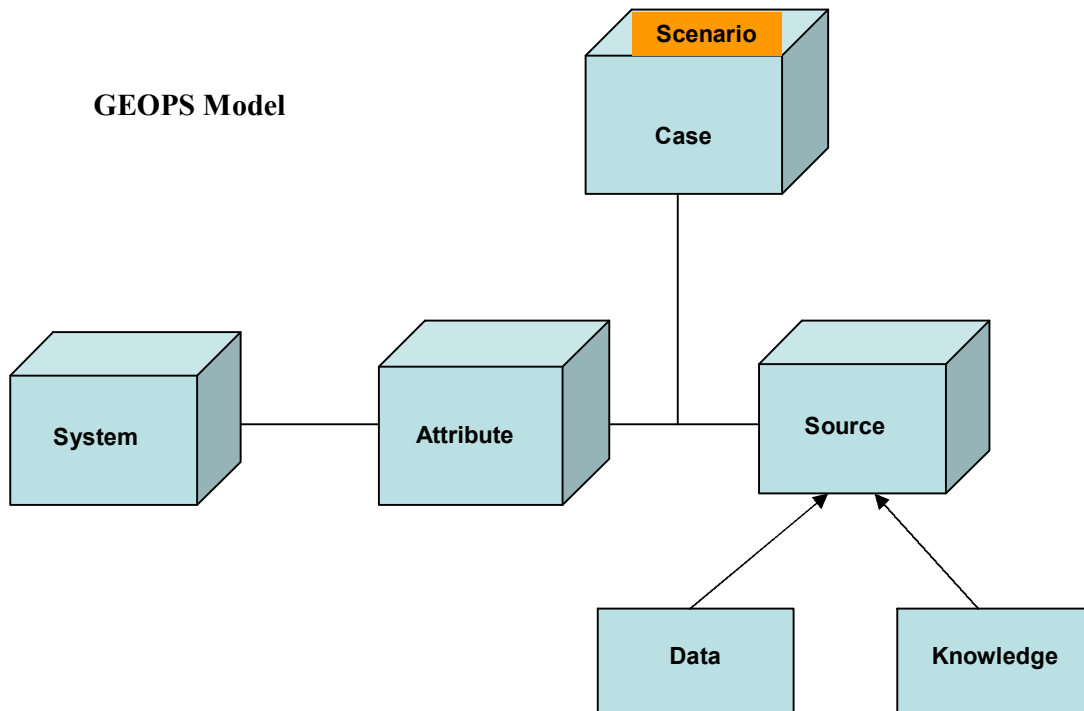 Scenario
GEOPS Model
Case
System
Attribute
Source
Data
Knowledge